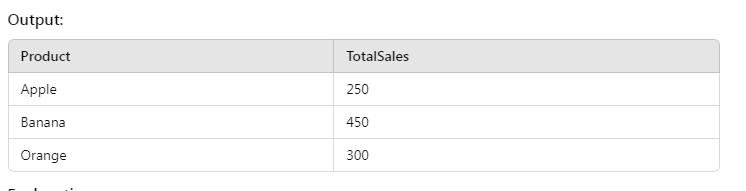 Output:
Product TotalSales
Apple 250
Banana 450
Orange 300